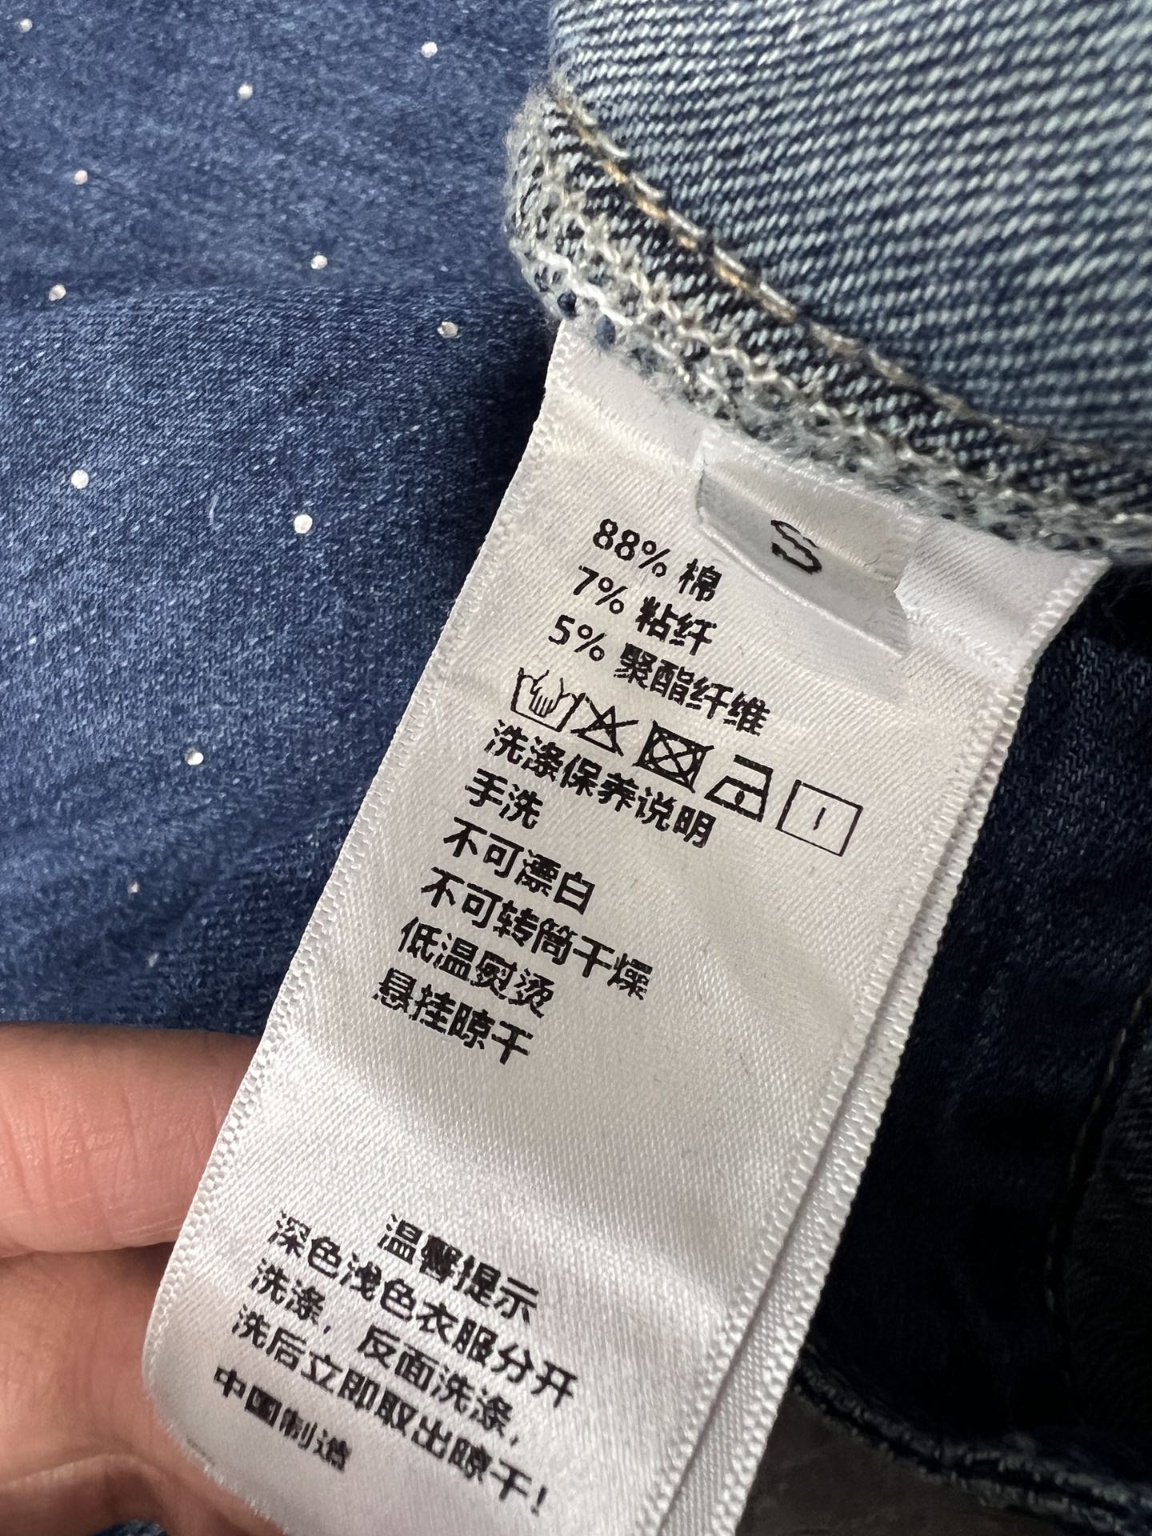 S
88% 棉
7% 粘纤
5% 聚酯纤维
洗涤保养说明
手洗
不可漂白
不可转筒干燥
低温熨烫
悬挂晾干
温馨提示
深色浅色衣服分开
洗涤，反面洗涤，
洗后立即取出晾干！
中国制造